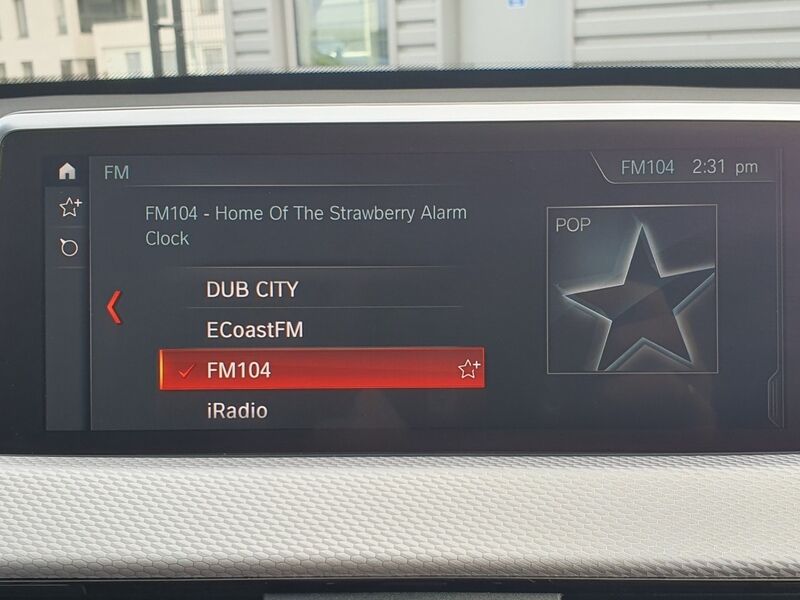 FM
FM104 2:31 pm
FM104 - Home Of The Strawberry Alarm
Clock
POP
DUB CITY
ECoastFM
FM104
iRadio